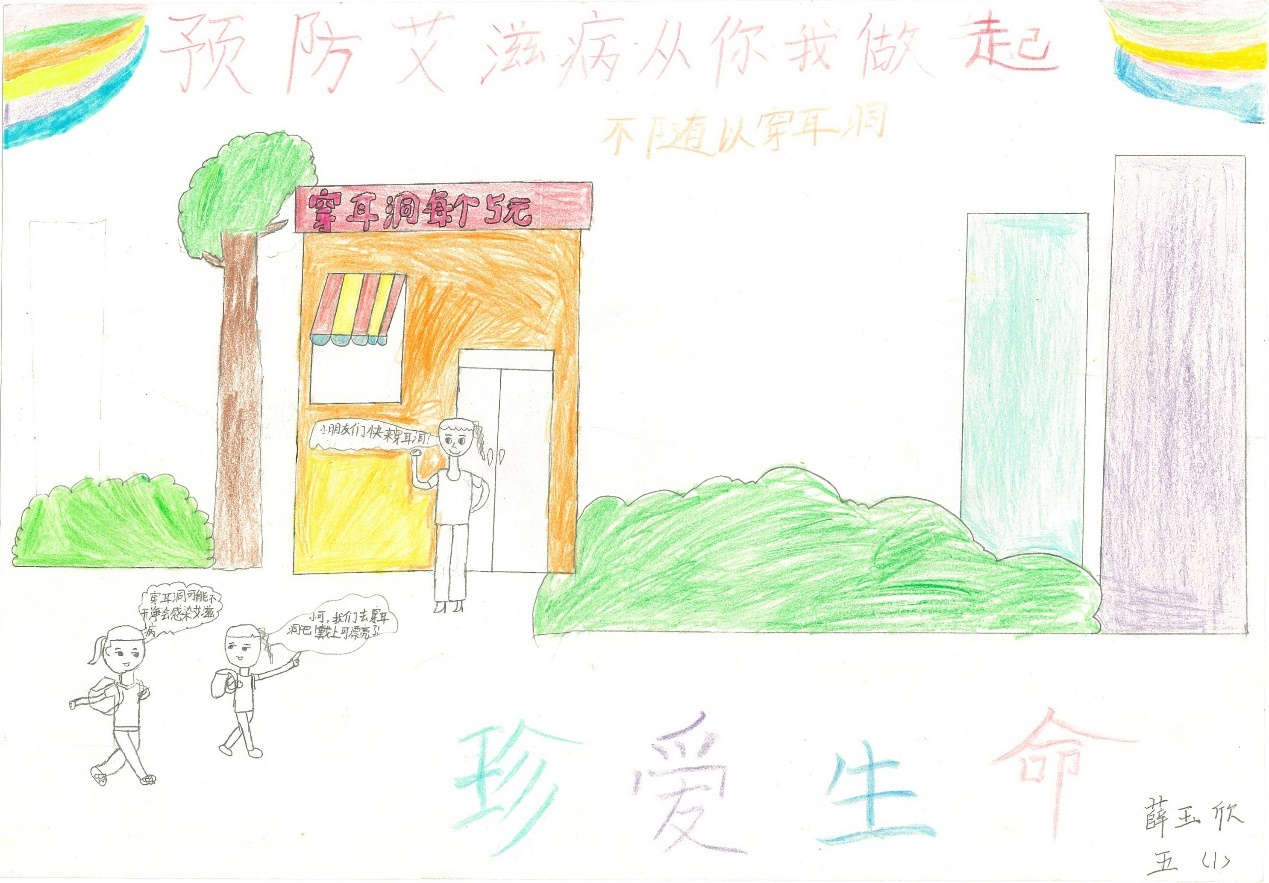 预防艾滋病从你我做起
不随以穿耳洞
穿耳洞每个5元
小朋友们快来穿耳洞!
穿耳洞可能不
干净会感染艾滋
病
小可,我们去穿耳
洞吧!戴上可漂亮了!
珍爱生命
薛玉欣
五〈1〉